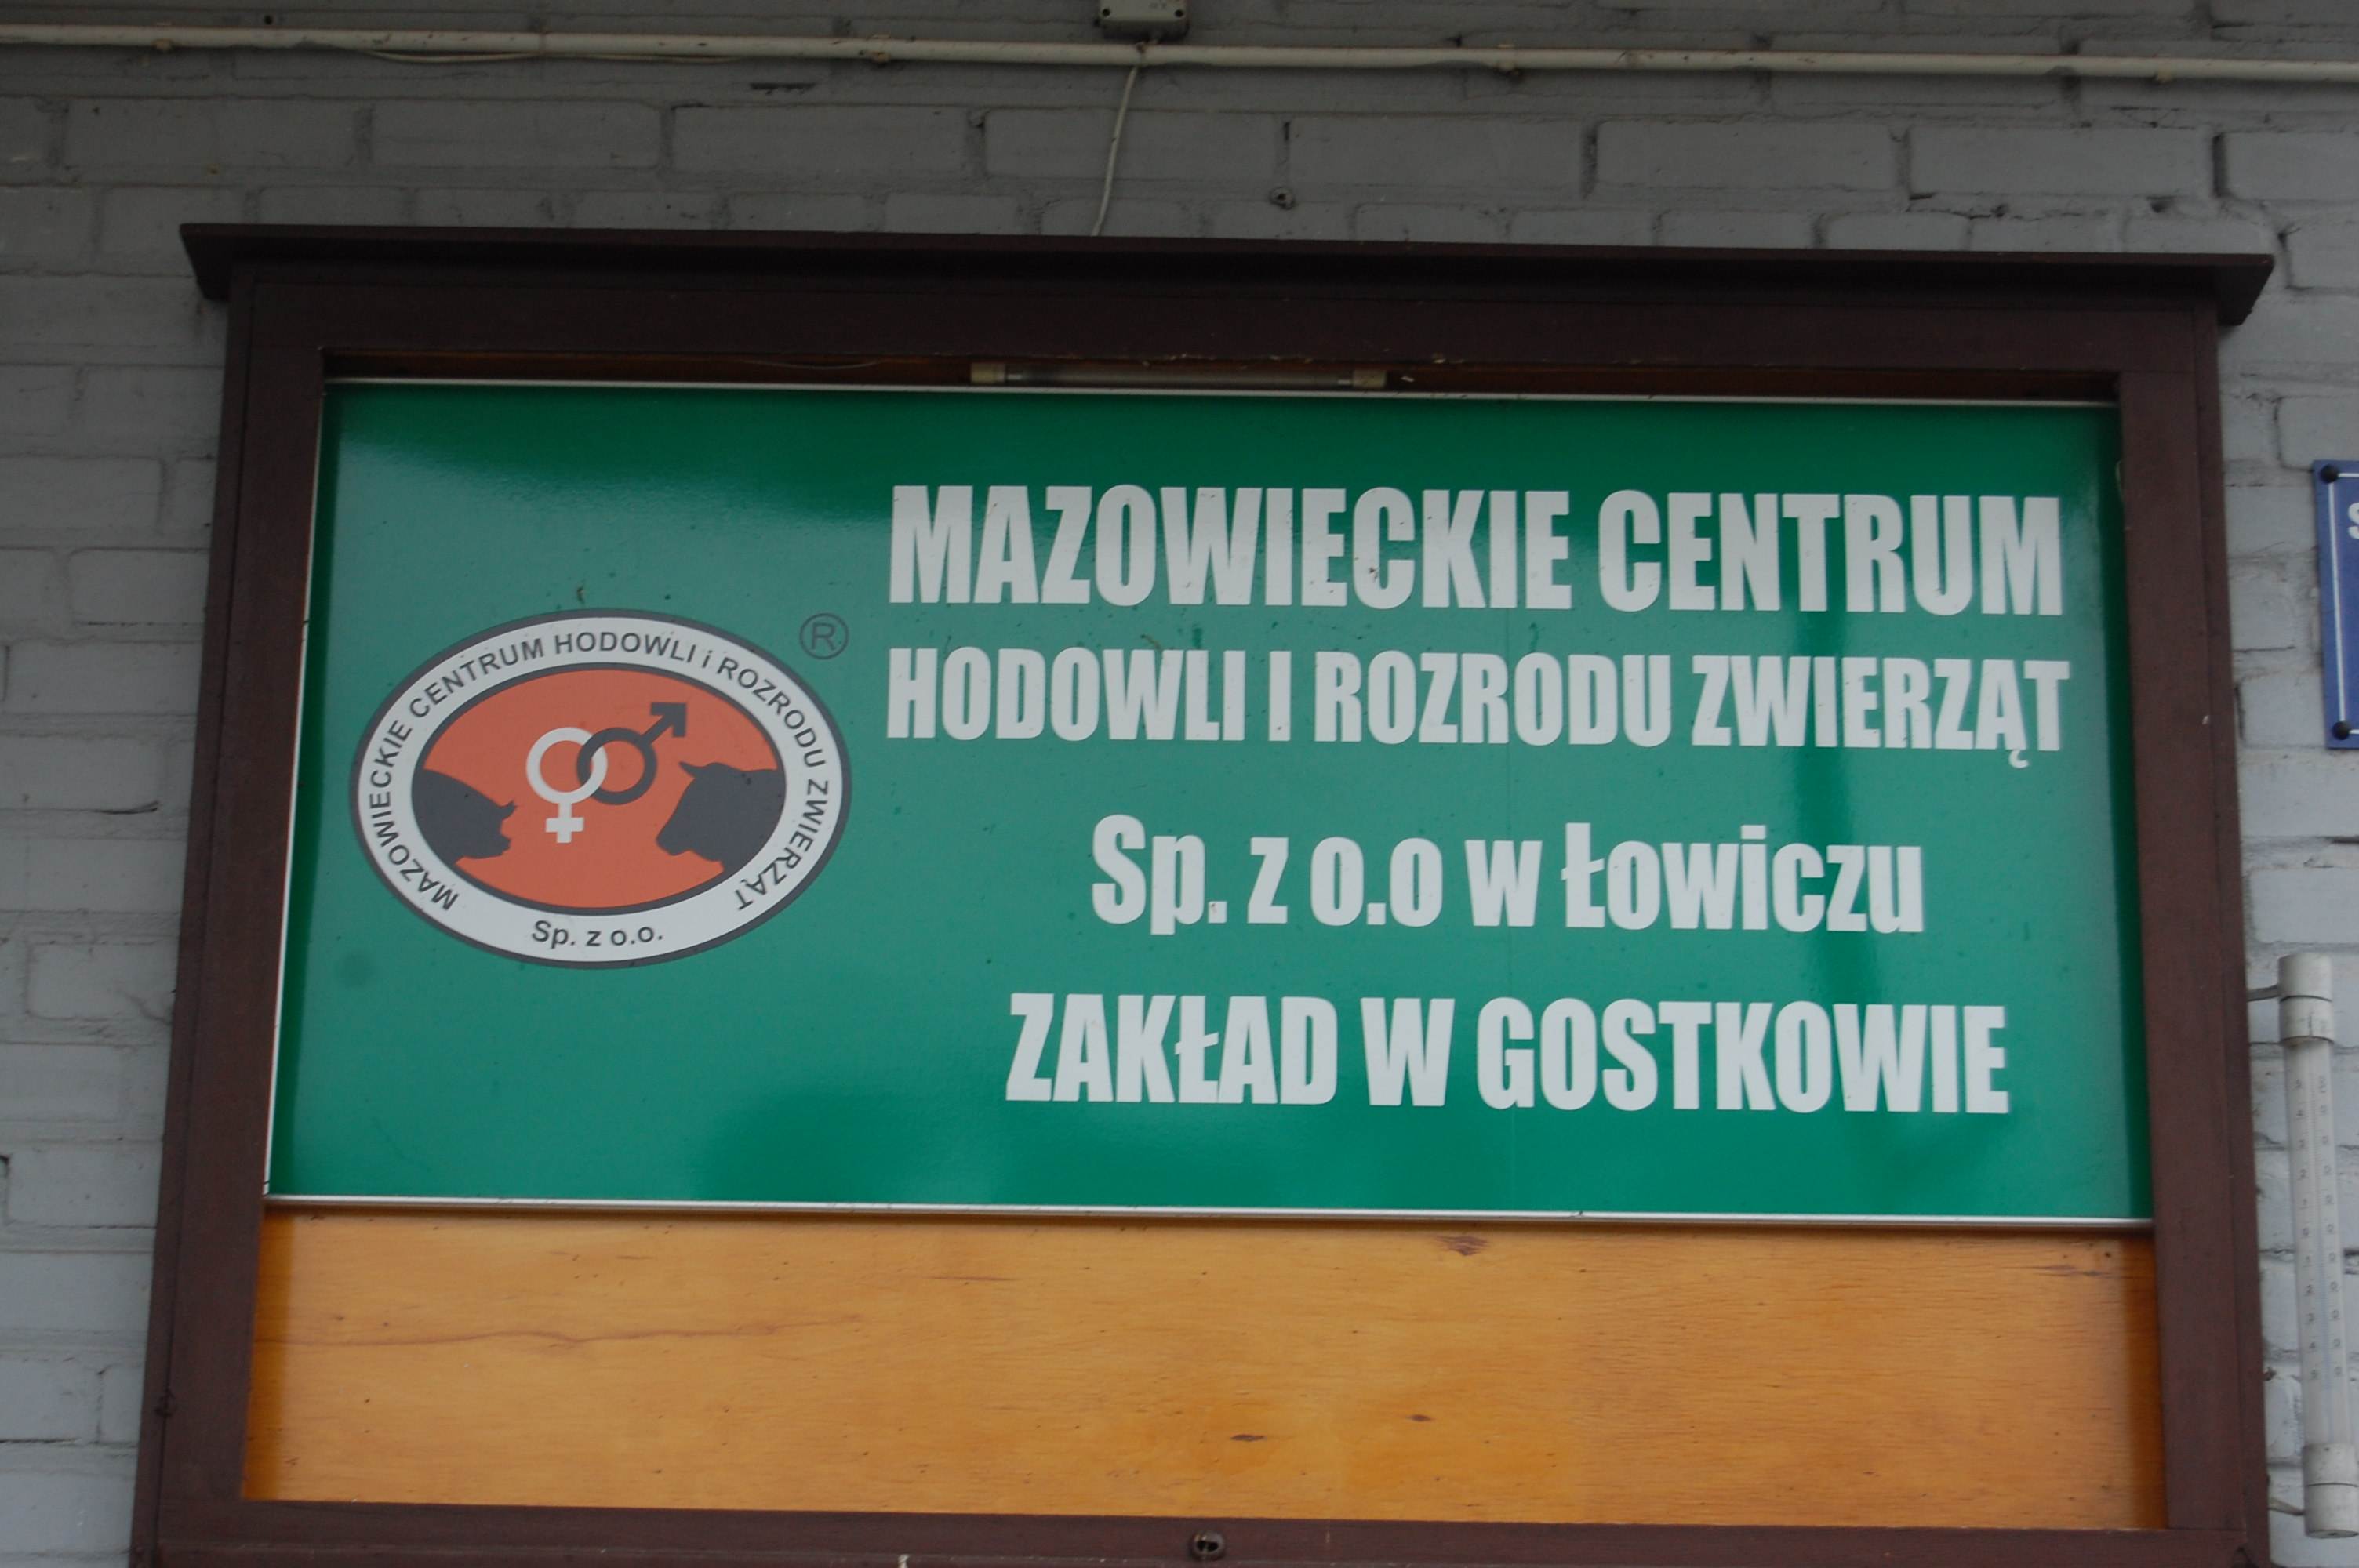 MAZOWIECKIE CENTRUM
HODOWLI I ROZRODU ZWIERZĄT
Sp. z o.o w Łowiczu
ZAKŁAD W GOSTKOWIE
MAZOWIECKIE CENTRUM HODOWLI i ROZRODU ZWIERZĄT
Sp. z o.o.
®